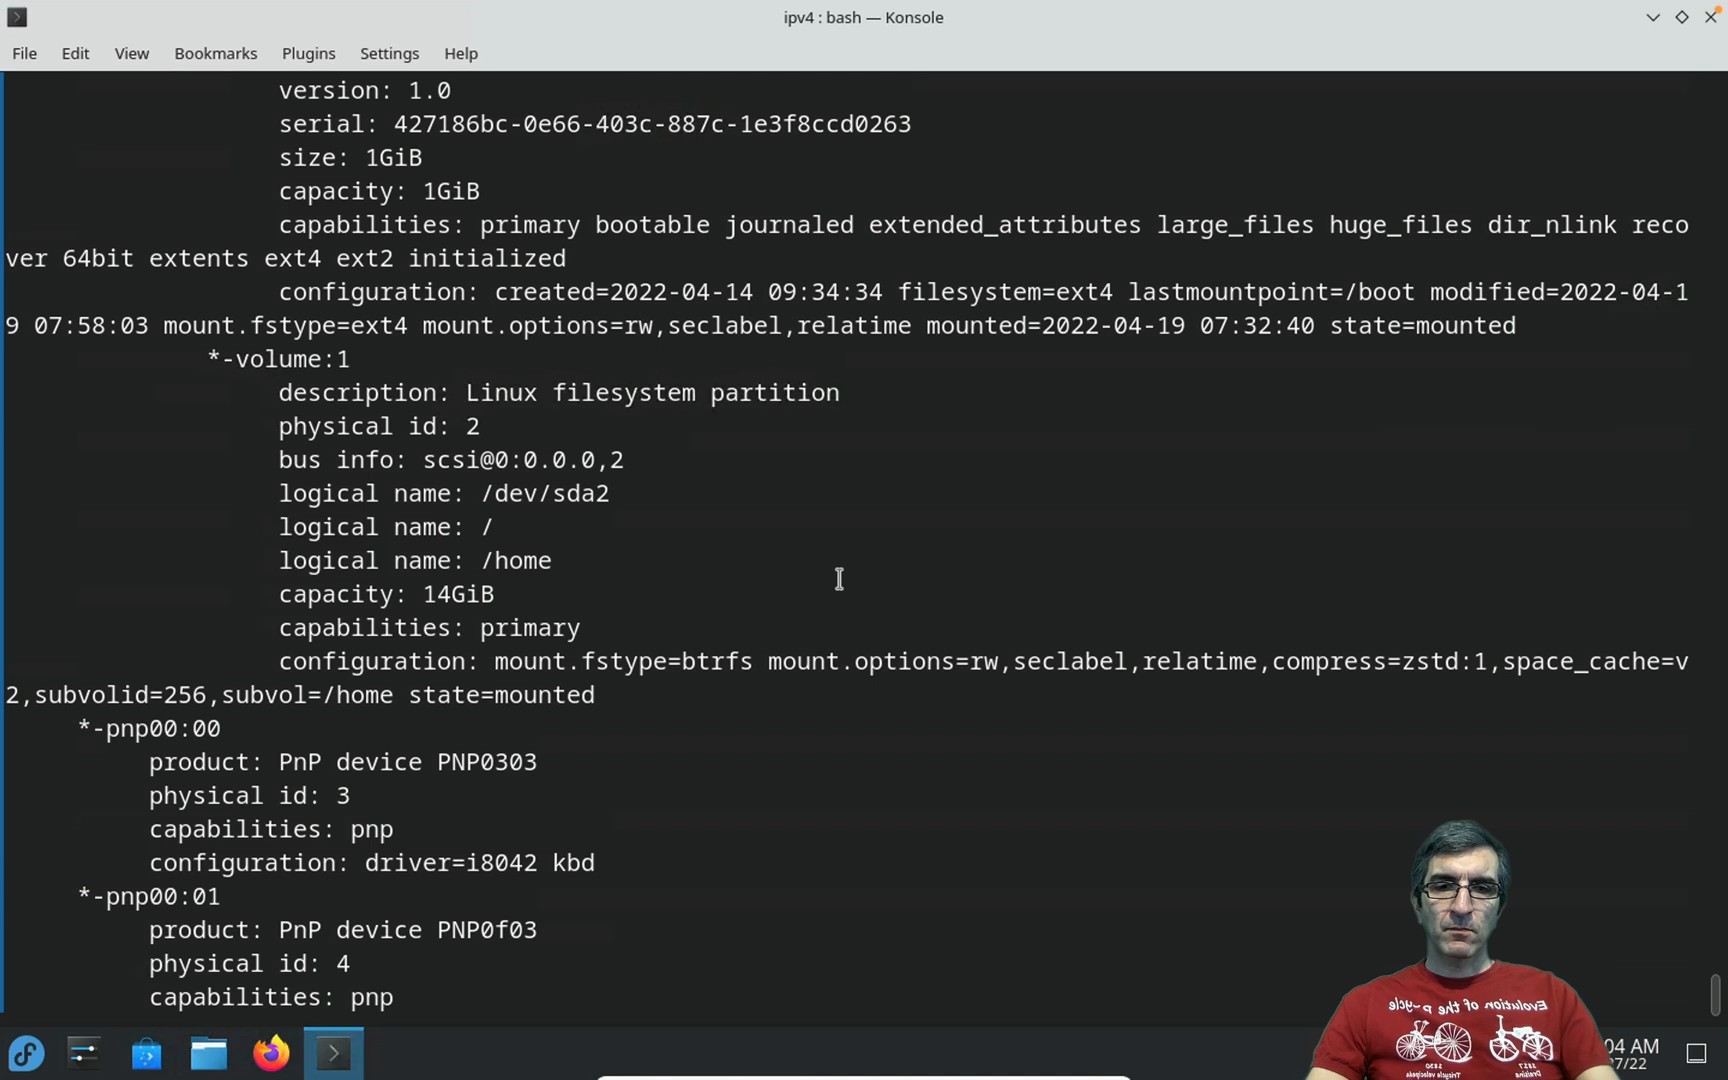 ipv4 : bash — Konsole
File Edit View Bookmarks Plugins Settings Help
version: 1.0
serial: 427186bc-0e66-403c-887c-1e3f8ccd0263
size: 1GiB
capacity: 1GiB
capabilities: primary bootable journaled extended_attributes large_files huge_files dir_nlink reco
ver 64bit extents ext4 ext2 initialized
configuration: created=2022-04-14 09:34:34 filesystem=ext4 lastmountpoint=/boot modified=2022-04-1
9 07:58:03 mount.fstype=ext4 mount.options=rw,seclabel,relatime mounted=2022-04-19 07:32:40 state=mounted
*-volume:1
description: Linux filesystem partition
physical id: 2
bus info: scsi@0:0.0.0,2
logical name: /dev/sda2
logical name: /
logical name: /home
capacity: 14GiB
capabilities: primary
configuration: mount.fstype=btrfs mount.options=rw,seclabel,relatime,compress=zstd:1,space_cache=v
2,subvolid=256,subvol=/home state=mounted
*-pnp00:00
product: PnP device PNP0303
physical id: 3
capabilities: pnp
configuration: driver=i8042 kbd
*-pnp00:01
product: PnP device PNP0f03
physical id: 4
capabilities: pnp
Evolution of the
04 AM
7/22